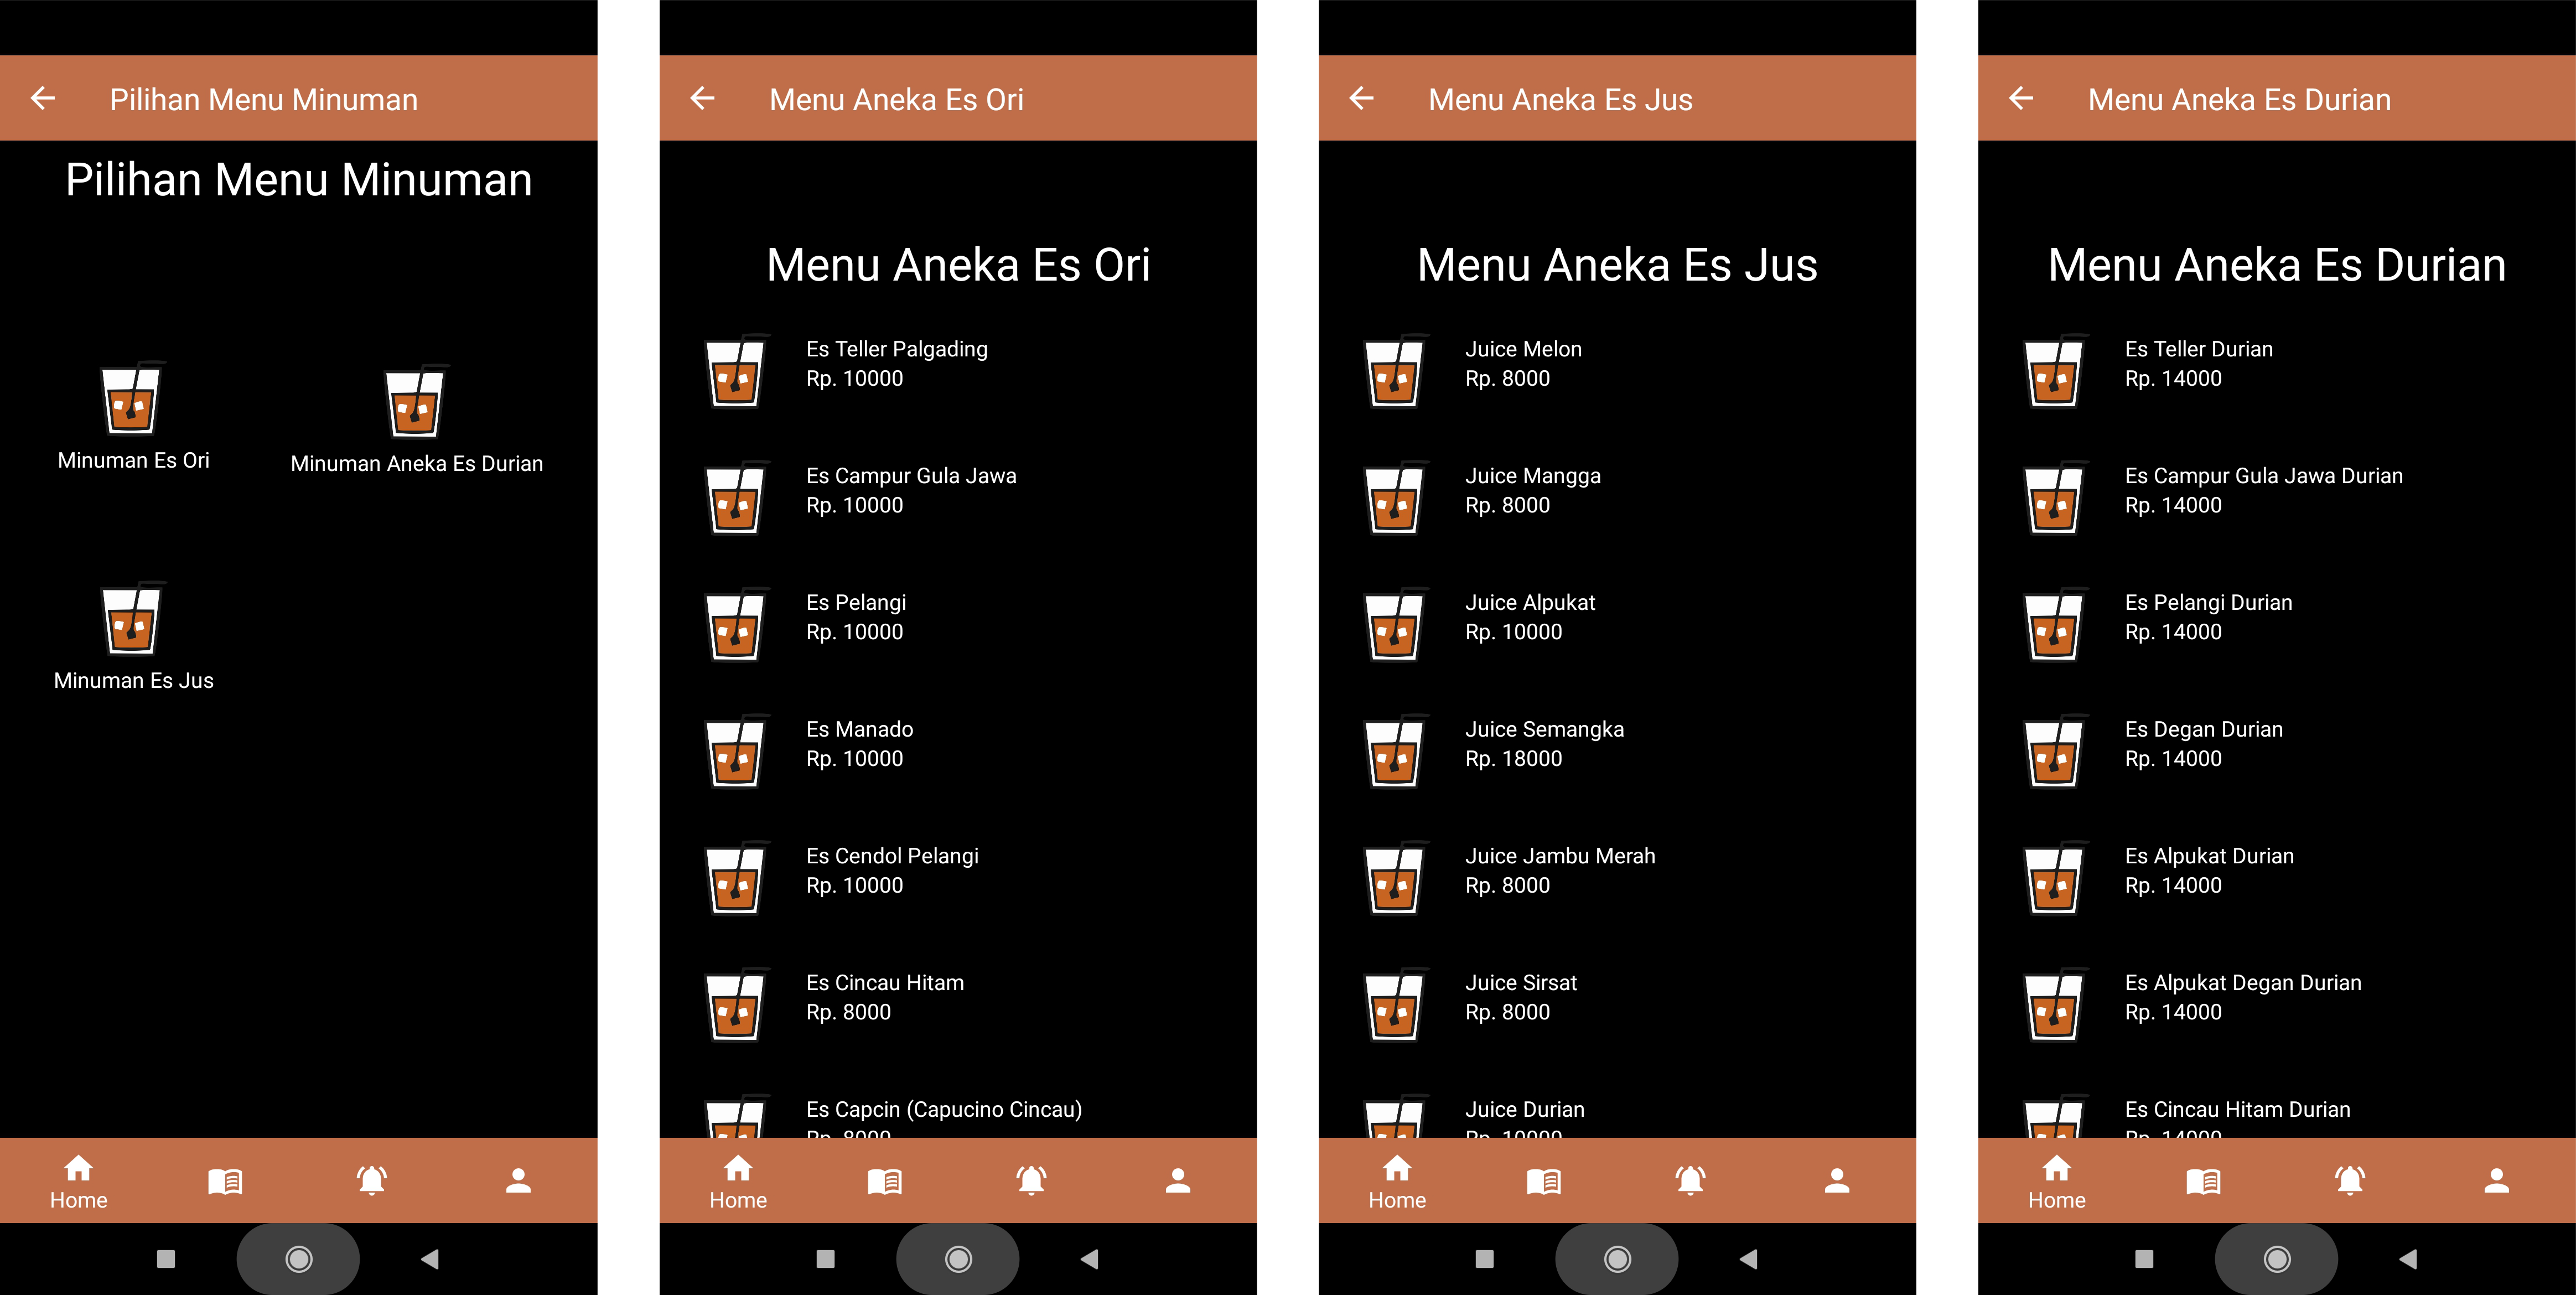 Pilihan Menu Minuman
Pilihan Menu Minuman
Minuman Es Ori
Minuman Aneka Es Durian
Minuman Es Jus
Home
Menu Aneka Es Ori
Menu Aneka Es Ori
Es Teller Palgading
Rp. 10000
Es Campur Gula Jawa
Rp. 10000
Es Pelangi
Rp. 10000
Es Manado
Rp. 10000
Es Cendol Pelangi
Rp. 10000
Es Cincau Hitam
Rp. 8000
Es Capcin (Capucino Cincau)
Rp. 8000
Home
Menu Aneka Es Jus
Menu Aneka Es Jus
Juice Melon
Rp. 8000
Juice Mangga
Rp. 8000
Juice Alpukat
Rp. 10000
Juice Semangka
Rp. 18000
Juice Jambu Merah
Rp. 8000
Juice Sirsat
Rp. 8000
Juice Durian
Rp. 10000
Home
Menu Aneka Es Durian
Menu Aneka Es Durian
Es Teller Durian
Rp. 14000
Es Campur Gula Jawa Durian
Rp. 14000
Es Pelangi Durian
Rp. 14000
Es Degan Durian
Rp. 14000
Es Alpukat Durian
Rp. 14000
Es Alpukat Degan Durian
Rp. 14000
Es Cincau Hitam Durian
Rp. 14000
Home